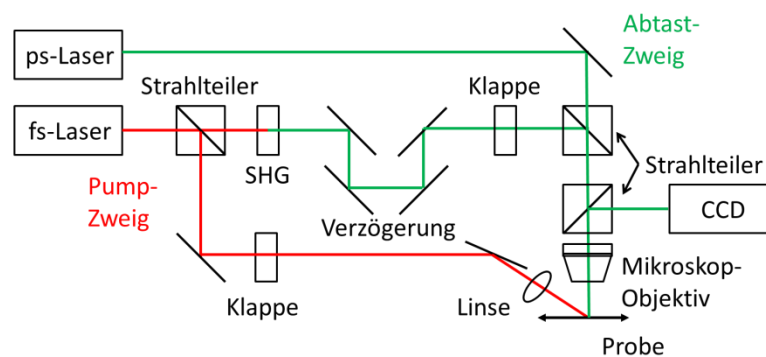 ps-Laser
Abtast-
Zweig
Strahlteiler
Klappe
fs-Laser
SHG
Strahlteiler
Pump-
Zweig
Verzögerung
CCD
Klappe
Linse
Mikroskop-
Objektiv
Probe